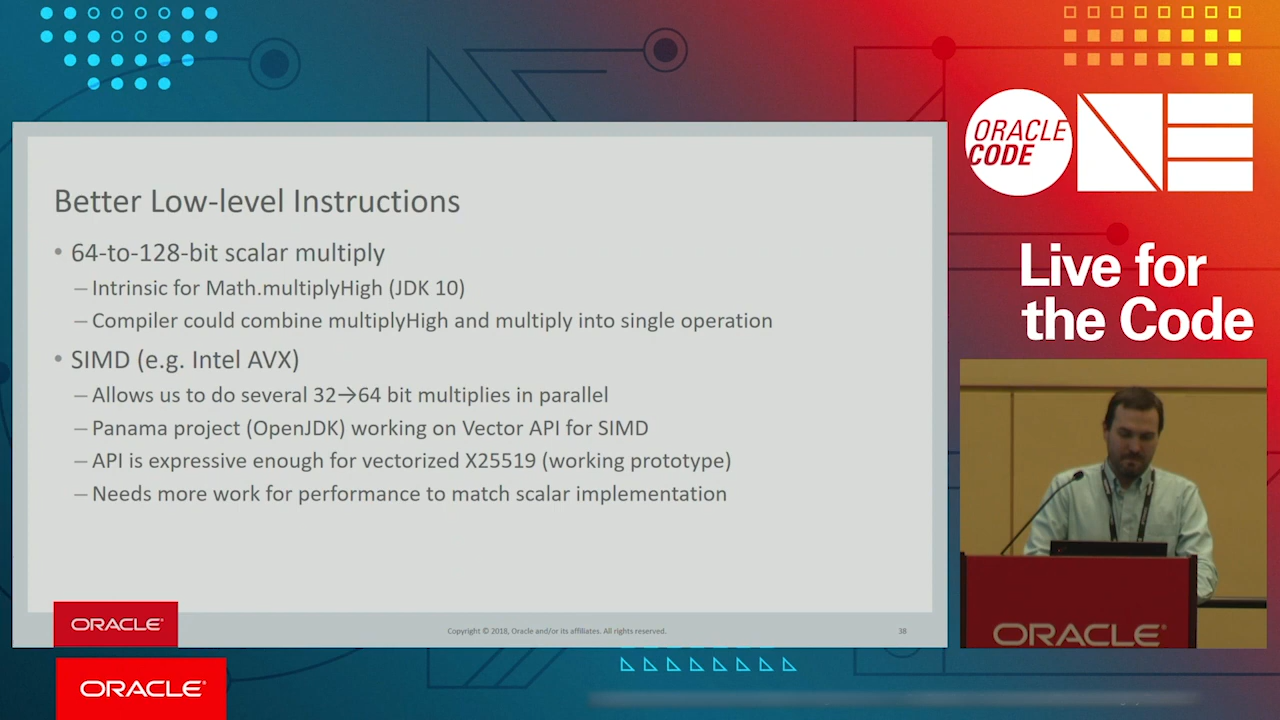 ORACLE
CODE
ONE
Live for
the Code
Better Low-level Instructions
• 64-to-128-bit scalar multiply
– Intrinsic for Math.multiplyHigh (JDK 10)
– Compiler could combine multiplyHigh and multiply into single operation
• SIMD (e.g. Intel AVX)
– Allows us to do several 32→64 bit multiplies in parallel
– Panama project (OpenJDK) working on Vector API for SIMD
– API is expressive enough for vectorized X25519 (working prototype)
– Needs more work for performance to match scalar implementation
ORACLE®
Copyright © 2018, Oracle and/or its affiliates. All rights reserved.
38
ORACLE®
ORACLE®